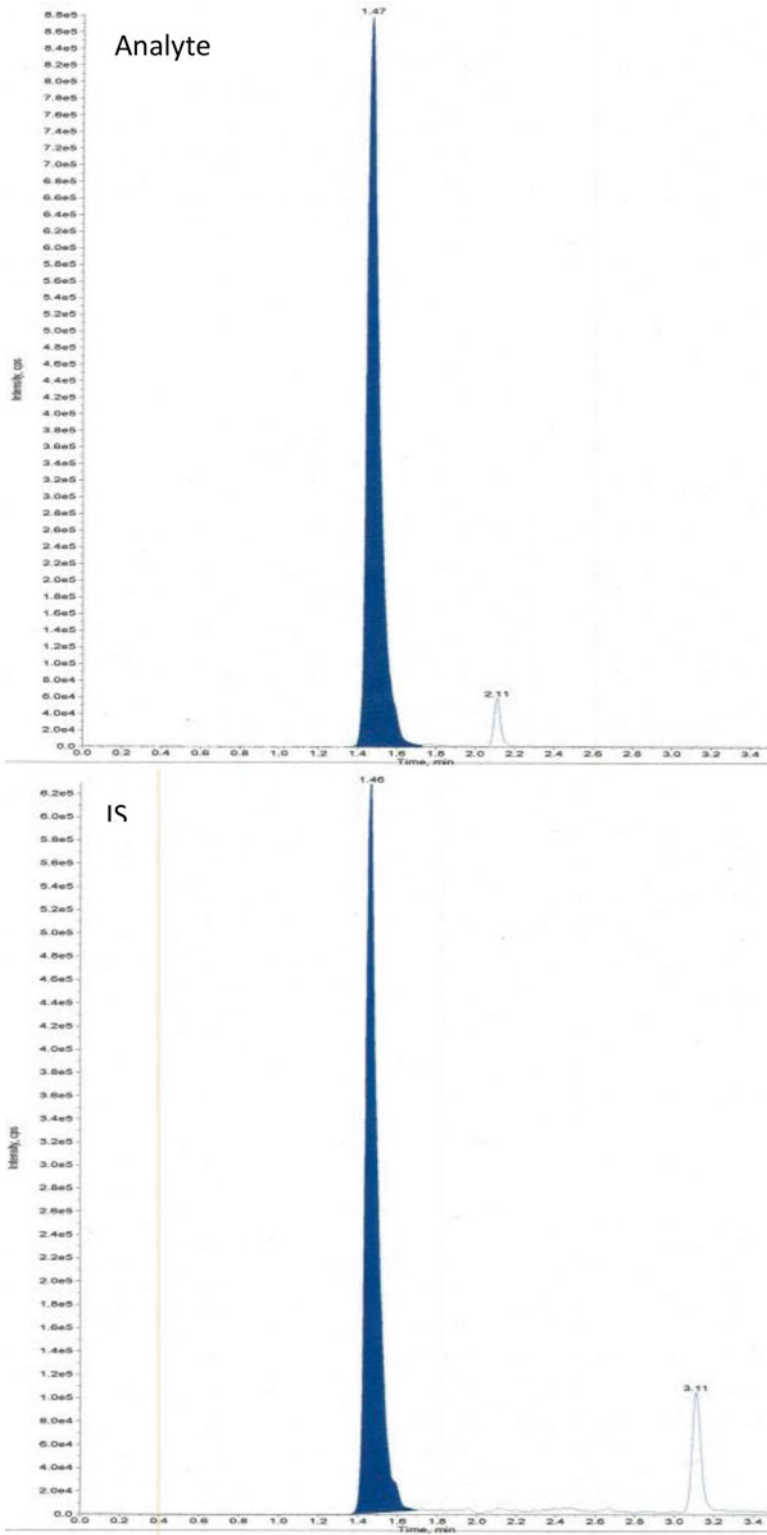 1.47
Analyte
8.8e5
8.6e5
8.4e5
8.2e5
8.0e5
7.8e5
7.6e5
7.4e5
7.2e5
7.0e5
6.8e5
6.6e5
6.4e5
6.2e5
6.0e5
5.8e5
5.6e5
5.4e5
5.2e5
5.0e5
4.8e5
4.6e5
4.4e5
4.2e5
4.0e5
3.8e5
3.6e5
3.4e5
3.2e5
3.0e5
2.8e5
2.6e5
2.4e5
2.2e5
2.0e5
1.8e5
1.6e5
1.4e5
1.2e5
1.0e5
8.0e4
6.0e4
4.0e4
2.0e4
0.0
Intensity, cps
2.11
0.0 0.2 0.4 0.6 0.8 1.0 1.2 1.4 1.6 1.8 2.0 2.2 2.4 2.6 2.8 3.0 3.2 3.4
Time, min
1.46
IS
6.2e5
6.0e5
5.8e5
5.6e5
5.4e5
5.2e5
5.0e5
4.8e5
4.6e5
4.4e5
4.2e5
4.0e5
3.8e5
3.6e5
3.4e5
3.2e5
3.0e5
2.8e5
2.6e5
2.4e5
2.2e5
2.0e5
1.8e5
1.6e5
1.4e5
1.2e5
1.0e5
8.0e4
6.0e4
4.0e4
2.0e4
0.0
Intensity, cps
3.11
0.0 0.2 0.4 0.6 0.8 1.0 1.2 1.4 1.6 1.8 2.0 2.2 2.4 2.6 2.8 3.0 3.2 3.4
Time, min